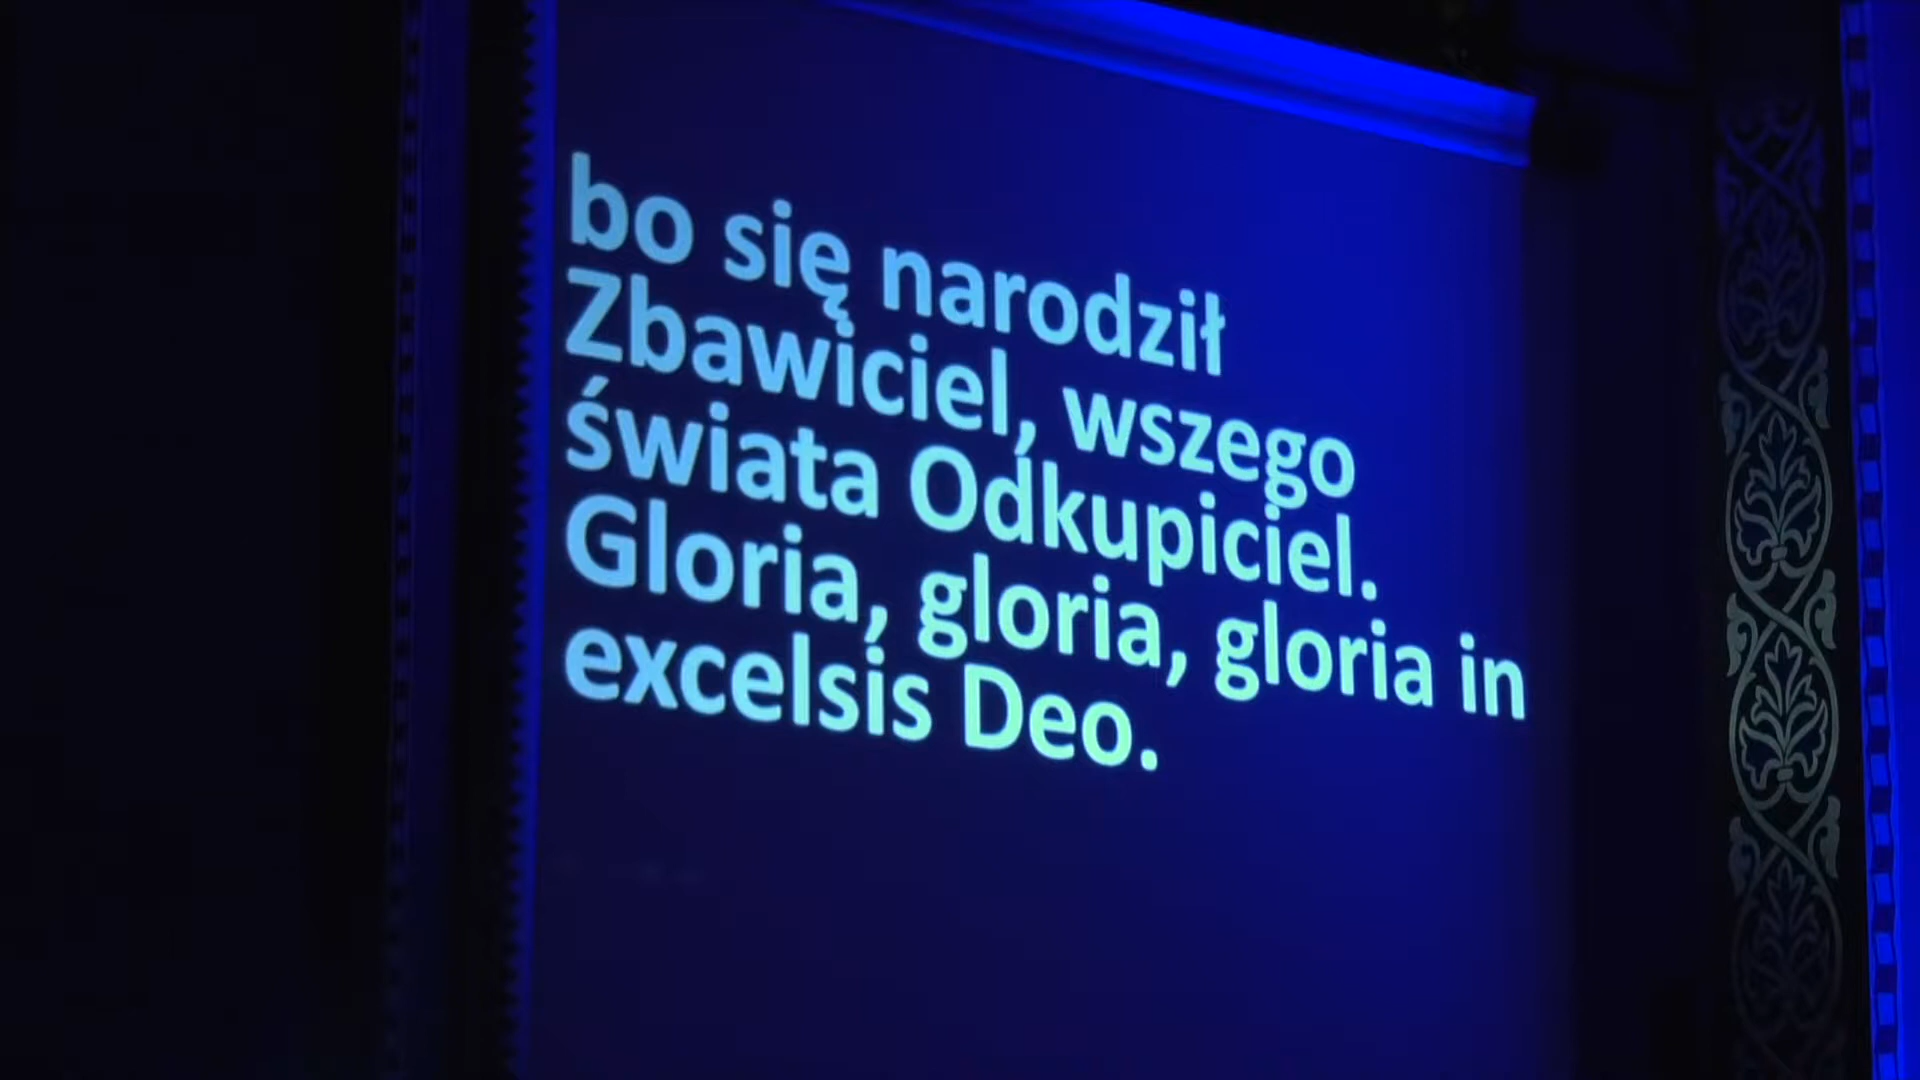 bo się narodził
Zbawiciel, wszego
świata Odkupiciel.
Gloria, gloria, gloria in
excelsis Deo.